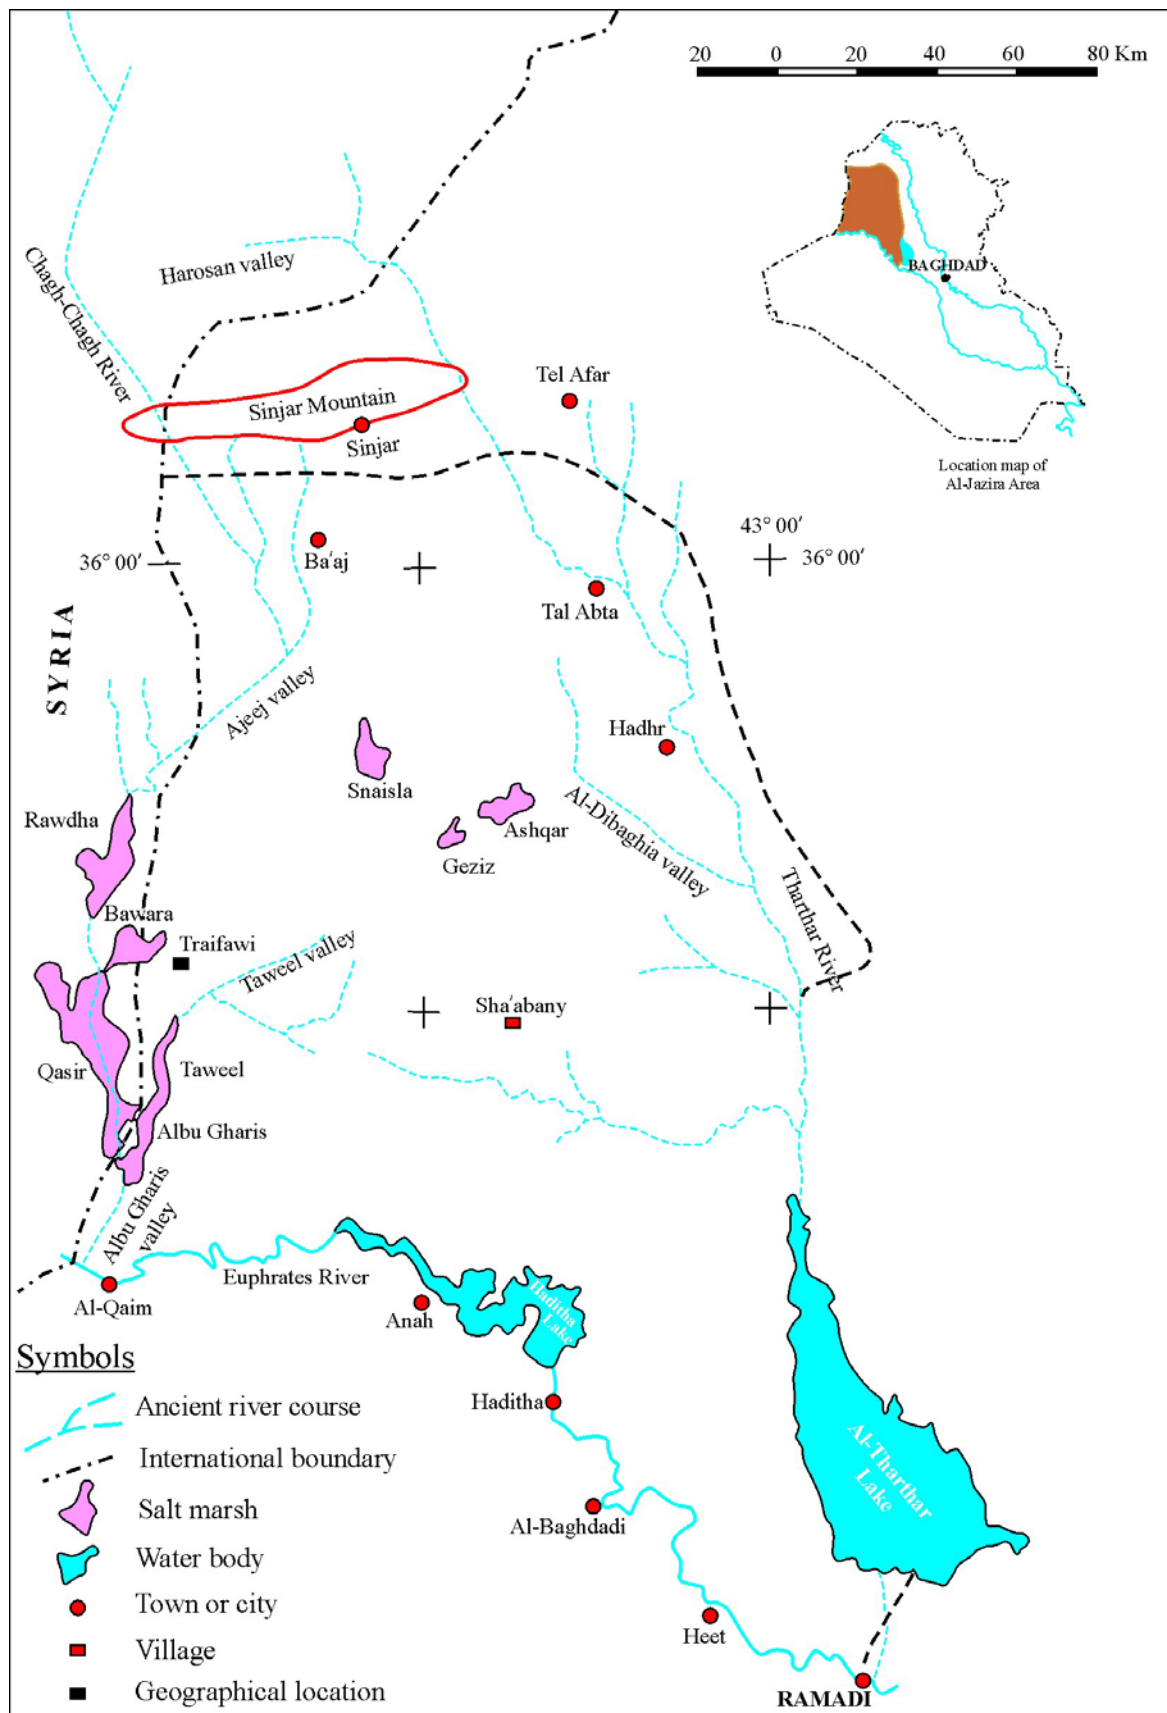 20 0 20 40 60 80 Km
Harosan valley
Chagh-Chagh River
BAGHDAD
Location map of
Al-Jazira Area
Tel Afar
Sinjar Mountain
Sinjar
43° 00'
36° 00'
36° 00'
Ba'aj
Tal Abta
SYRIA
Ajeej valley
Hadhr
Snaisla
Rawdha
Ashqar
Geziz
Al-Dibaghia valley
Tharthar River
Bawara
Traifawi
Taweel valley
Sha'abany
Qasir
Taweel
Albu Gharis
Albu Gharis
valley
Euphrates River
Al-Qaim
Anah
Haditha
Lake
Symbols
Ancient river course
International boundary
Salt marsh
Water body
Town or city
Village
Geographical location
Haditha
Al-Tharthar
Lake
Al-Baghdadi
Heet
RAMADI